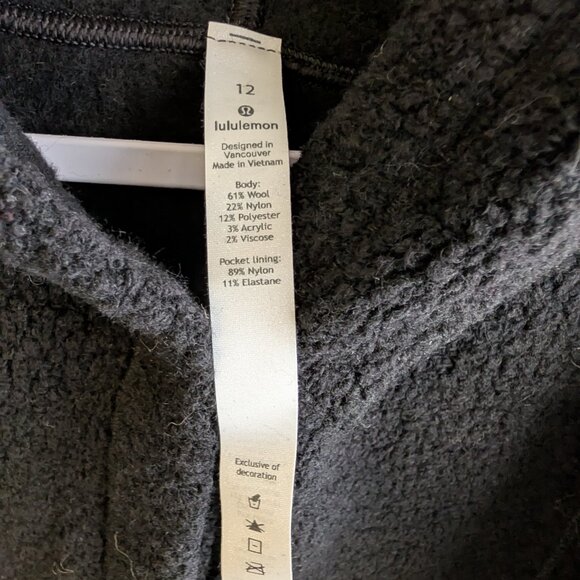 12
lululemon
Designed in
Vancouver
Made in Vietnam
Body:
61% Wool
22% Nylon
12% Polyester
3% Acrylic
2% Viscose
Pocket lining:
89% Nylon
11% Elastane
Exclusive of
decoration